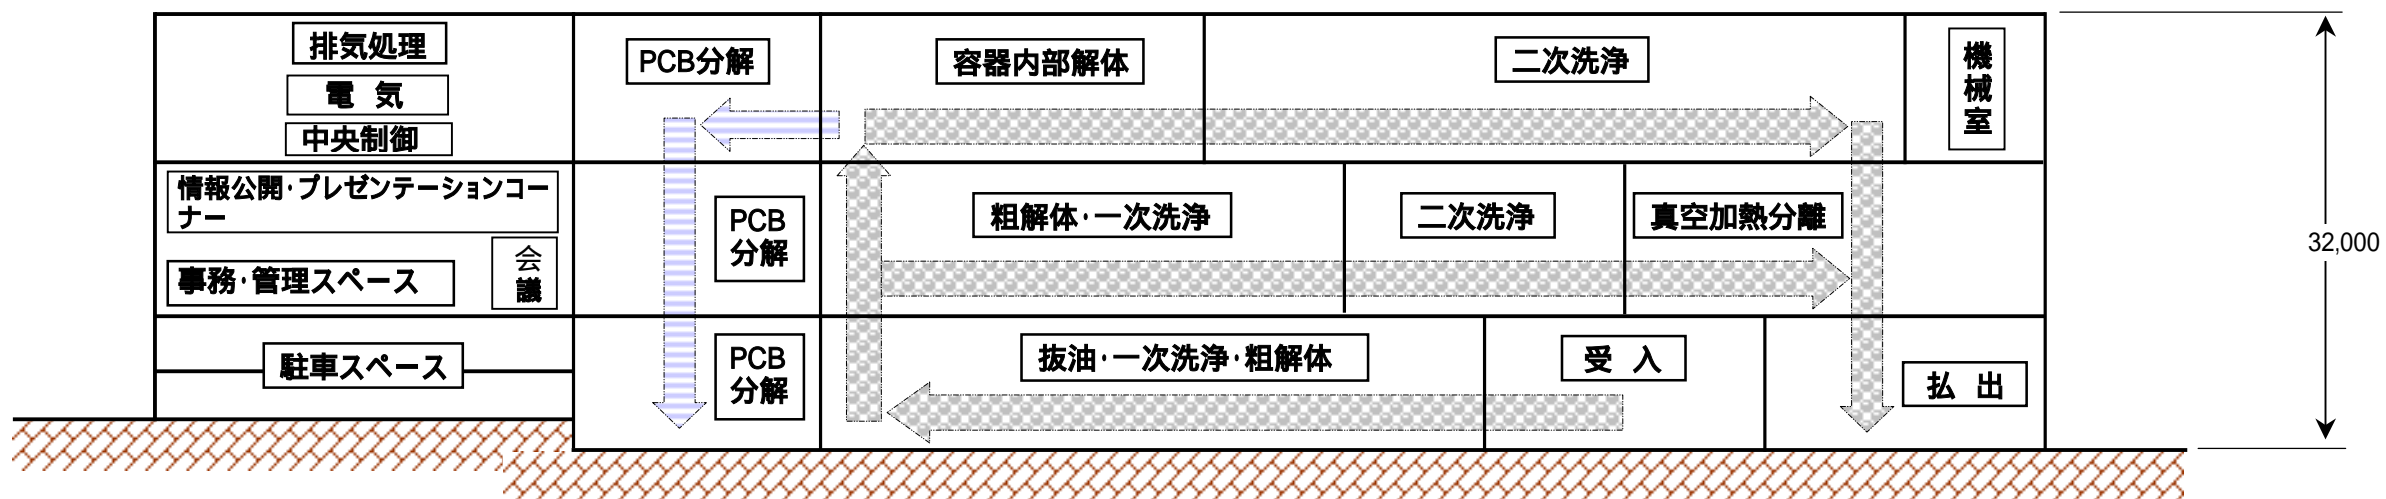 排気処理
電 気
中央制御
PCB分解
容器内部解体
二次洗浄
機
械
室
情報公開・プレゼンテーションコー
ナー
事務・管理スペース
会
議
PCB
分解
粗解体・一次洗浄
二次洗浄
真空加熱分離
32,000
駐車スペース
PCB
分解
抜油・一次洗浄・粗解体
受 入
払 出